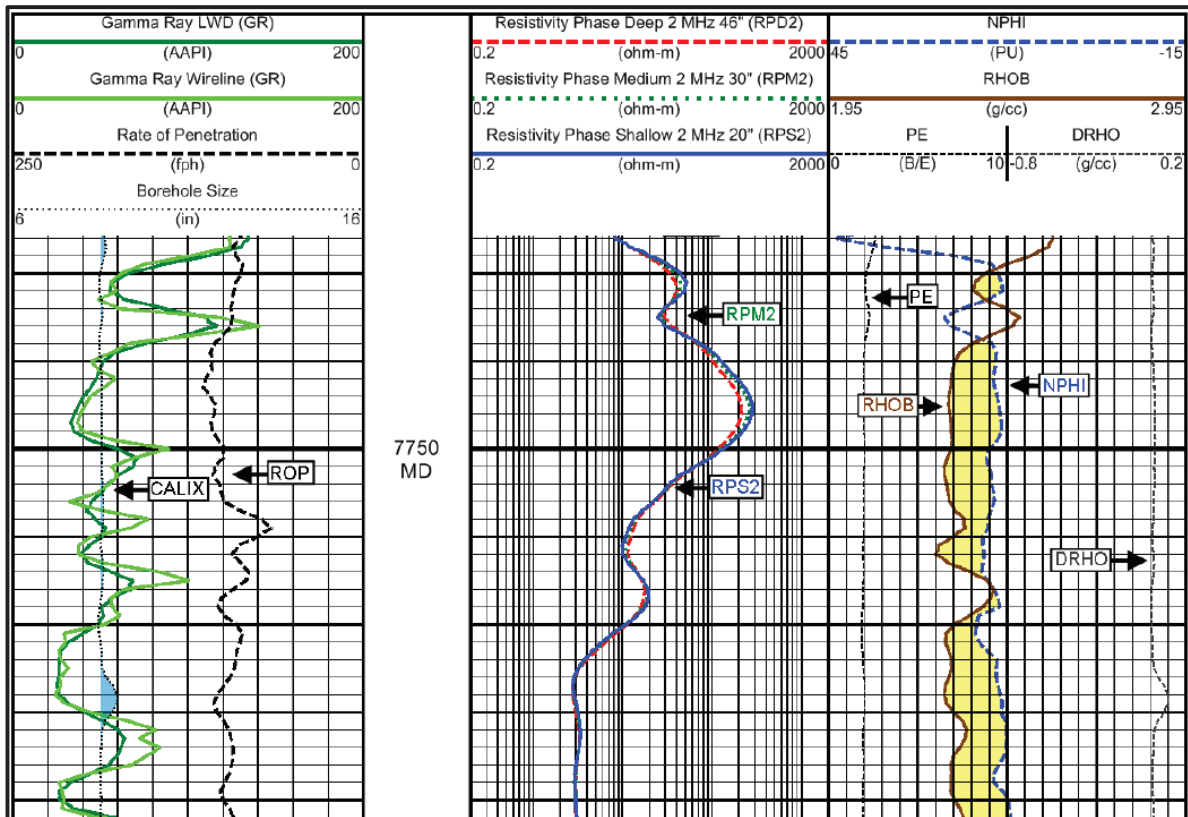 Gamma Ray LWD (GR)
0 (AAPI) 200
Gamma Ray Wireline (GR)
0 (AAPI) 200
Rate of Penetration
250 (fph) 0
Borehole Size
6 (in) 16
Resistivity Phase Deep 2 MHz 46" (RPD2)
0.2 (ohm-m) 2000
Resistivity Phase Medium 2 MHz 30" (RPM2)
0.2 (ohm-m) 2000
Resistivity Phase Shallow 2 MHz 20" (RPS2)
0.2 (ohm-m) 2000
NPHI
45 (PU) -15
RHOB
1.95 (g/cc) 2.95
PE DRHO
0 (B/E) 10 -0.8 (g/cc) 0.2
PE
RPM2
NPHI
RHOB
7750
MD
ROP
CALIX
RPS2
DRHO